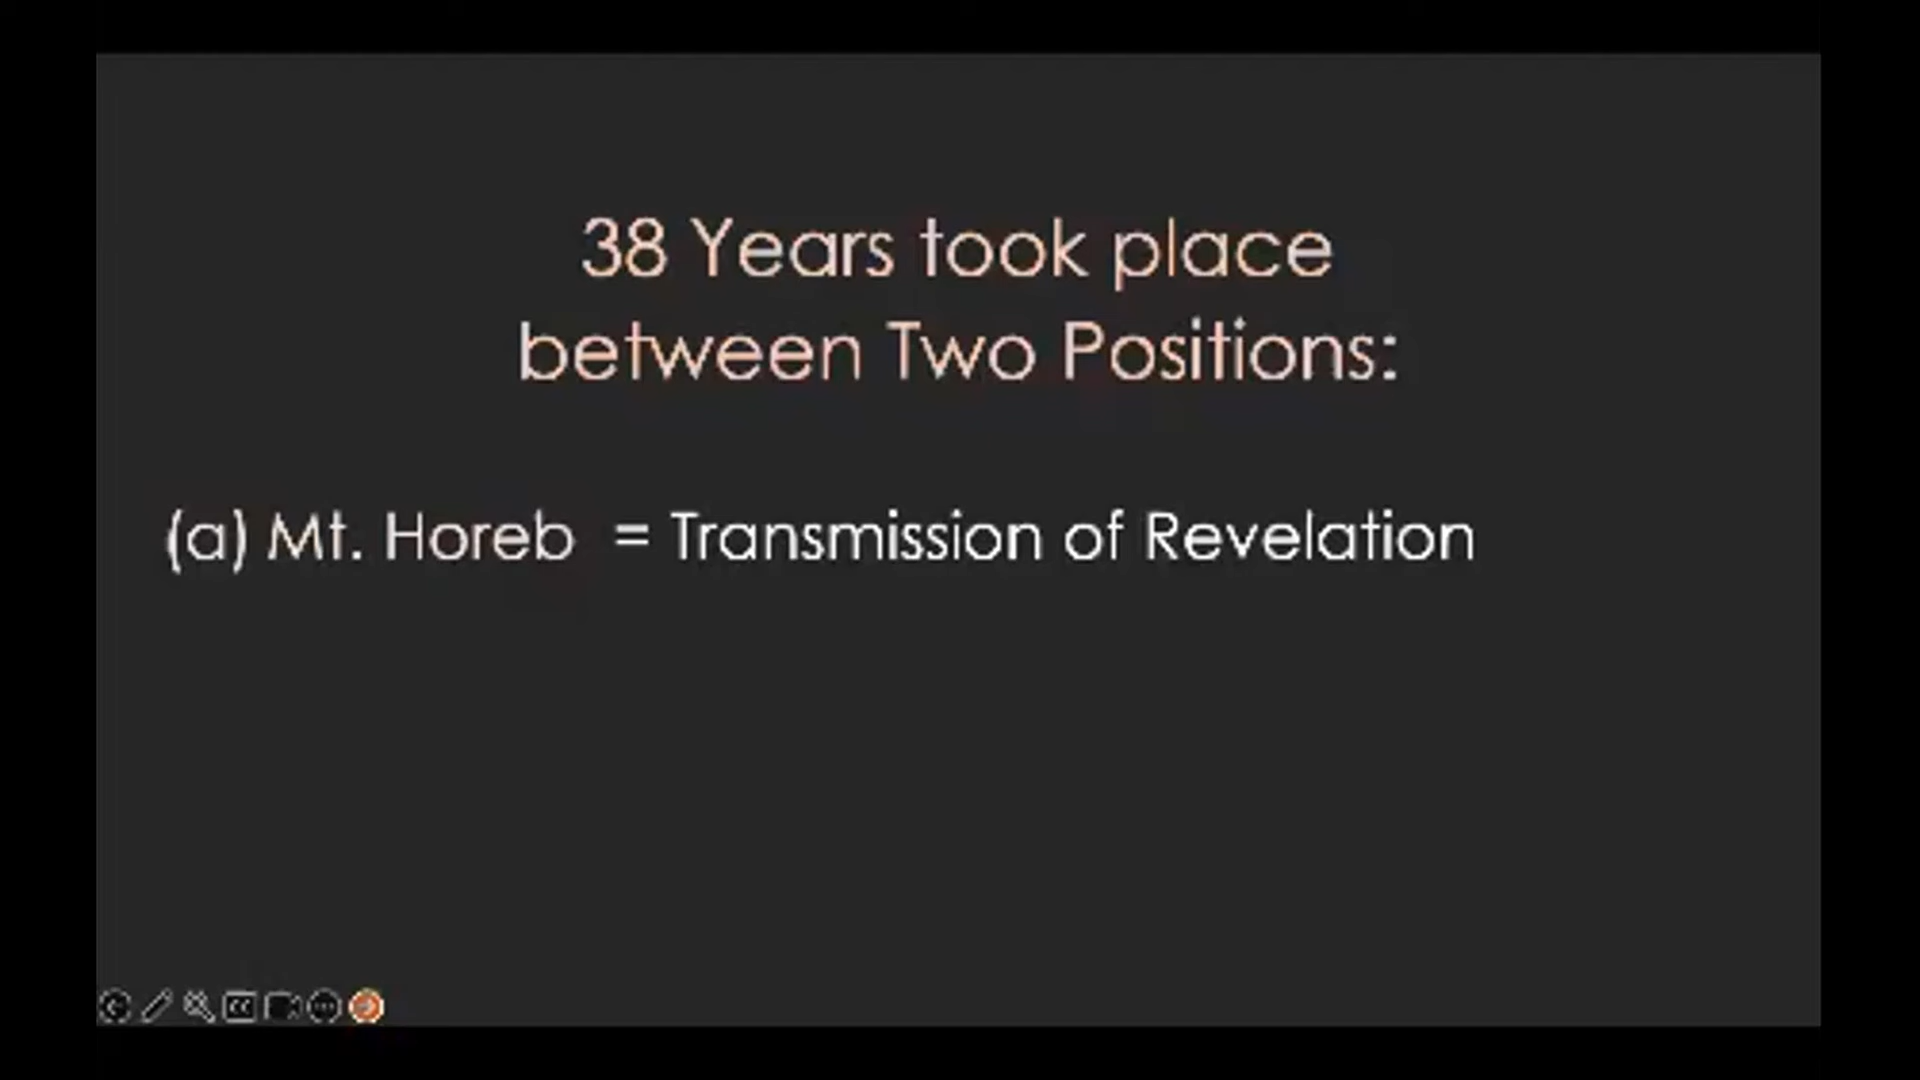 38 Years took place
between Two Positions:
(a) Mt. Horeb = Transmission of Revelation